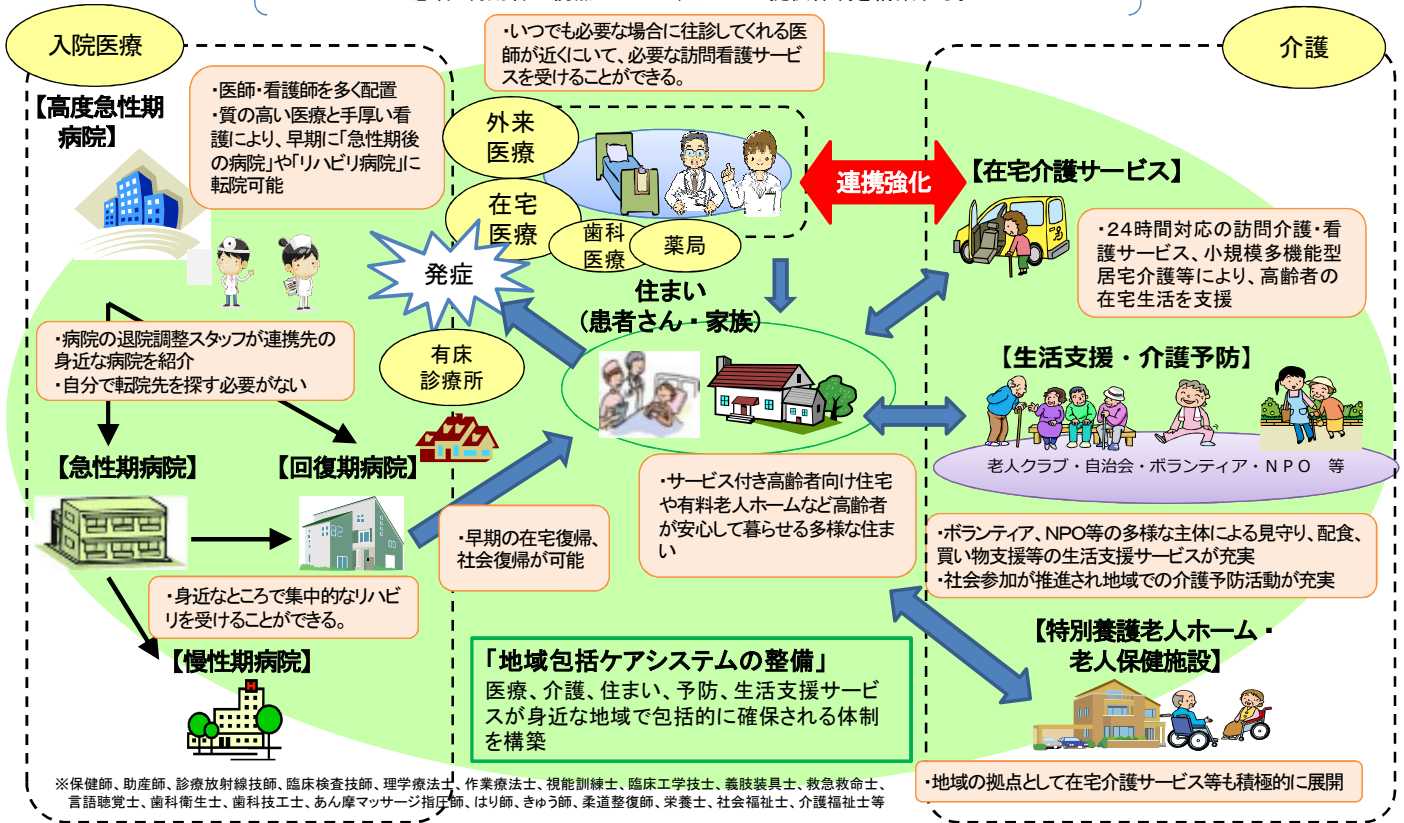 入院医療
【高度急性期
病院】
・医師・看護師を多く配置
・質の高い医療と手厚い看
護により、早期に「急性期後
の病院」や「リハビリ病院」に
転院可能
・病院の退院調整スタッフが連携先の
身近な病院を紹介
・自分で転院先を探す必要がない
【急性期病院】
【回復期病院】
・身近なところで集中的なリハビ
リを受けることができる。
【慢性期病院】
H
・いつでも必要な場合に往診してくれる医
師が近くにいて、必要な訪問看護サービ
スを受けることができる。
外来
医療
在宅
医療
歯科
医療
薬局
発症
有床
診療所
住まい
(患者さん・家族)
連携強化
・早期の在宅復帰、
社会復帰が可能
・サービス付き高齢者向け住宅
や有料老人ホームなど高齢者
が安心して暮らせる多様な住ま
い
「地域包括ケアシステムの整備」
医療、介護、住まい、予防、生活支援サービ
スが身近な地域で包括的に確保される体制
を構築
介護
【在宅介護サービス】
・24時間対応の訪問介護・看
護サービス、小規模多機能型
居宅介護等により、高齢者の
在宅生活を支援
【生活支援・介護予防】
老人クラブ・自治会・ボランティア・NPO 等
・ボランティア、NPO等の多様な主体による見守り、配食、
買い物支援等の生活支援サービスが充実
・社会参加が推進され地域での介護予防活動が充実
【特別養護老人ホーム・
老人保健施設】
・地域の拠点として在宅介護サービス等も積極的に展開
※保健師、助産師、診療放射線技師、臨床検査技師、理学療法士、作業療法士、視能訓練士、臨床工学技士、義肢装具士、救急救命士、
言語聴覚士、歯科衛生士、歯科技工士、あん摩マッサージ指圧師、はり師、きゅう師、柔道整復師、栄養士、社会福祉士、介護福祉士等